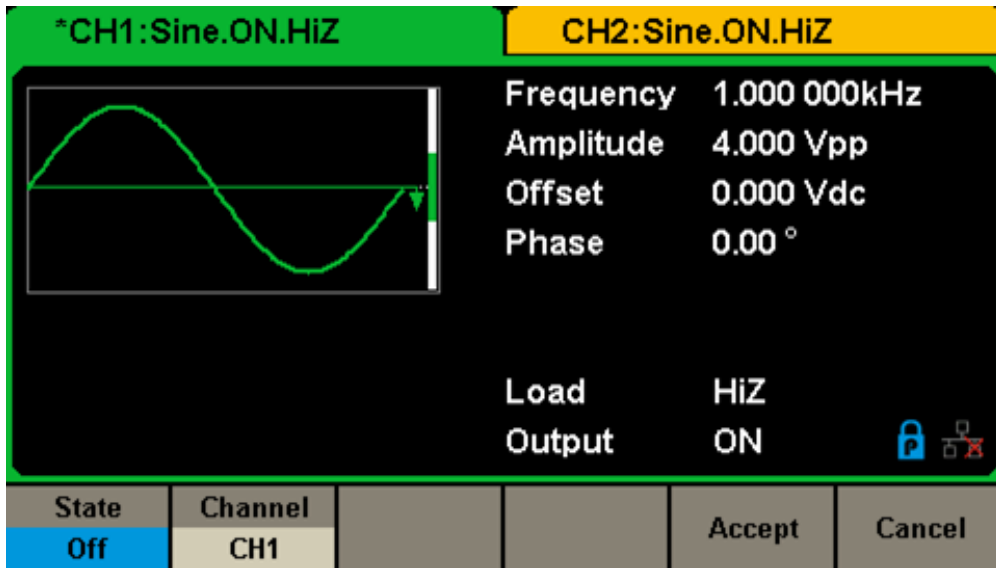 *CH1:Sine.ON.HiZ
CH2:Sine.ON.HiZ
Frequency 1.000 000kHz
Amplitude 4.000 Vpp
Offset 0.000 Vdc
Phase 0.00 °
Load HiZ
Output ON
P
State
Off
Channel
CH1
Accept
Cancel